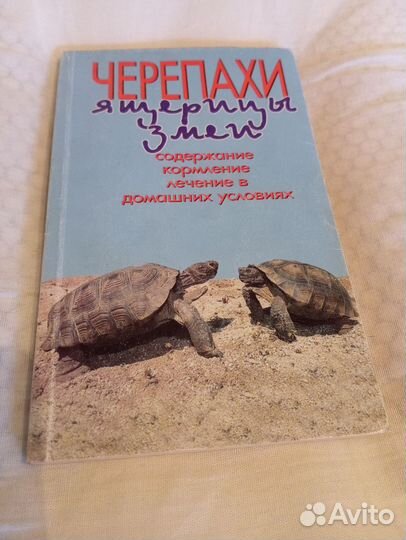 ЧЕРЕПАХИ
ящерицы
змеи
содержание
кормление
лечение в
домашних условиях
Avito